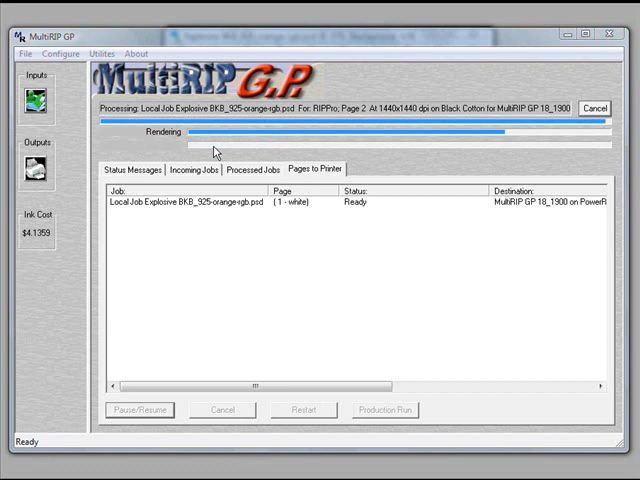 MR MultiRIP GP
File Configure Utilites About
Inputs
MultiRIP G.P.
Processing: Local Job Explosive BKB_925-orange-rgb.psd For: RIPPro; Page 2 At 1440x1440 dpi on Black Cotton for MultiRIP GP 18_1900
Cancel
Rendering
Outputs
Status Messages Incoming Jobs Processed Jobs Pages to Printer
Job: Page Status: Destination:
Local Job Explosive BKB_925-orange-rgb.psd ( 1 - white) Ready MultiRIP GP 18_1900 on PowerR
Ink Cost
$4.1359
Pause/Resume Cancel Restart Production Run
Ready